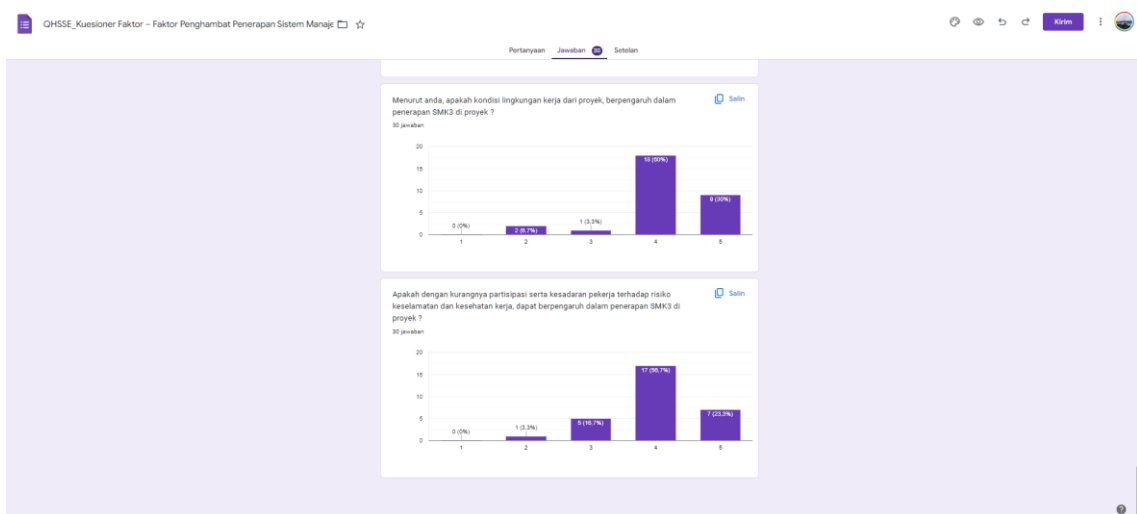 QHSSE_Kuesioner Faktor – Faktor Penghambat Penerapan Sistem Manaje
Kirim
Pertanyaan Jawaban 30 Setelan
Menurut anda, apakah kondisi lingkungan kerja dari proyek, berpengaruh dalam
penerapan SMK3 di proyek ?
Salin
30 jawaban
20
15
10
5
0
0 (0%)
2 (6,7%)
1 (3,3%)
18 (60%)
9 (30%)
1 2 3 4 5
Apakah dengan kurangnya partisipasi serta kesadaran pekerja terhadap risiko
keselamatan dan kesehatan kerja, dapat berpengaruh dalam penerapan SMK3 di
proyek ?
Salin
30 jawaban
20
15
10
5
0
0 (0%)
1 (3,3%)
5 (16,7%)
17 (56,7%)
7 (23,3%)
1 2 3 4 5